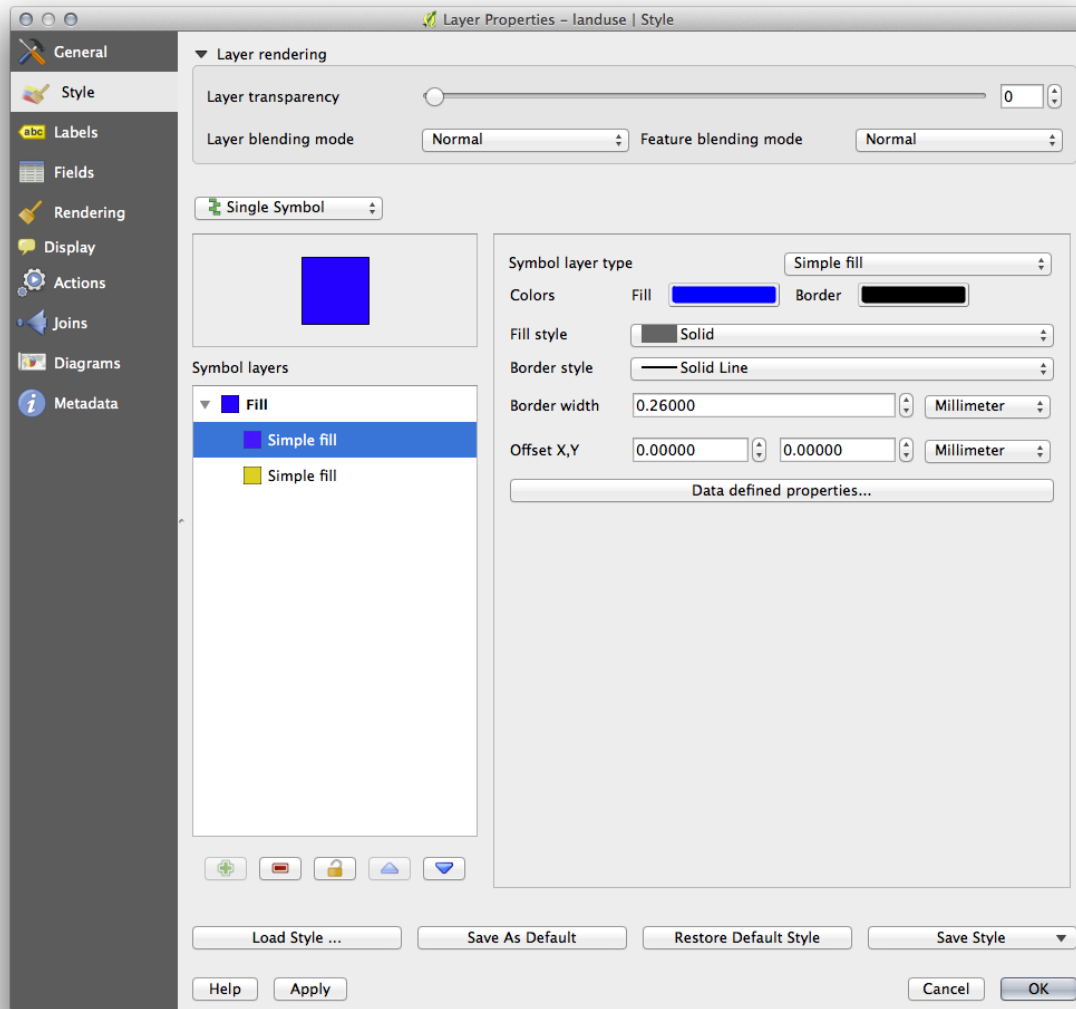 Layer Properties – landuse | Style
General
Style
abc Labels
Fields
Rendering
Display
Actions
Joins
Diagrams
i Metadata
Layer rendering
Layer transparency 0
Layer blending mode Normal Feature blending mode Normal
Single Symbol
Symbol layers
Fill
Simple fill
Simple fill
Symbol layer type Simple fill
Colors Fill Border
Fill style Solid
Border style Solid Line
Border width 0.26000 Millimeter
Offset X,Y 0.00000 0.00000 Millimeter
Data defined properties...
Load Style ... Save As Default Restore Default Style Save Style
Help Apply Cancel OK